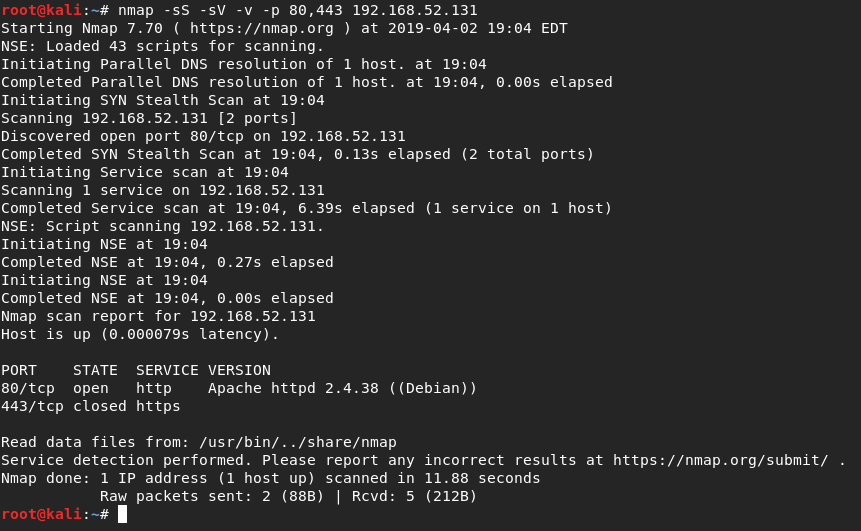 root@kali:~# nmap -sS -sV -v -p 80,443 192.168.52.131
Starting Nmap 7.70 ( https://nmap.org ) at 2019-04-02 19:04 EDT
NSE: Loaded 43 scripts for scanning.
Initiating Parallel DNS resolution of 1 host. at 19:04
Completed Parallel DNS resolution of 1 host. at 19:04, 0.00s elapsed
Initiating SYN Stealth Scan at 19:04
Scanning 192.168.52.131 [2 ports]
Discovered open port 80/tcp on 192.168.52.131
Completed SYN Stealth Scan at 19:04, 0.13s elapsed (2 total ports)
Initiating Service scan at 19:04
Scanning 1 service on 192.168.52.131
Completed Service scan at 19:04, 6.39s elapsed (1 service on 1 host)
NSE: Script scanning 192.168.52.131.
Initiating NSE at 19:04
Completed NSE at 19:04, 0.27s elapsed
Initiating NSE at 19:04
Completed NSE at 19:04, 0.00s elapsed
Nmap scan report for 192.168.52.131
Host is up (0.000079s latency).

PORT    STATE  SERVICE VERSION
80/tcp  open   http    Apache httpd 2.4.38 ((Debian))
443/tcp closed https

Read data files from: /usr/bin/../share/nmap
Service detection performed. Please report any incorrect results at https://nmap.org/submit/ .
Nmap done: 1 IP address (1 host up) scanned in 11.88 seconds
           Raw packets sent: 2 (88B) | Rcvd: 5 (212B)
root@kali:~#